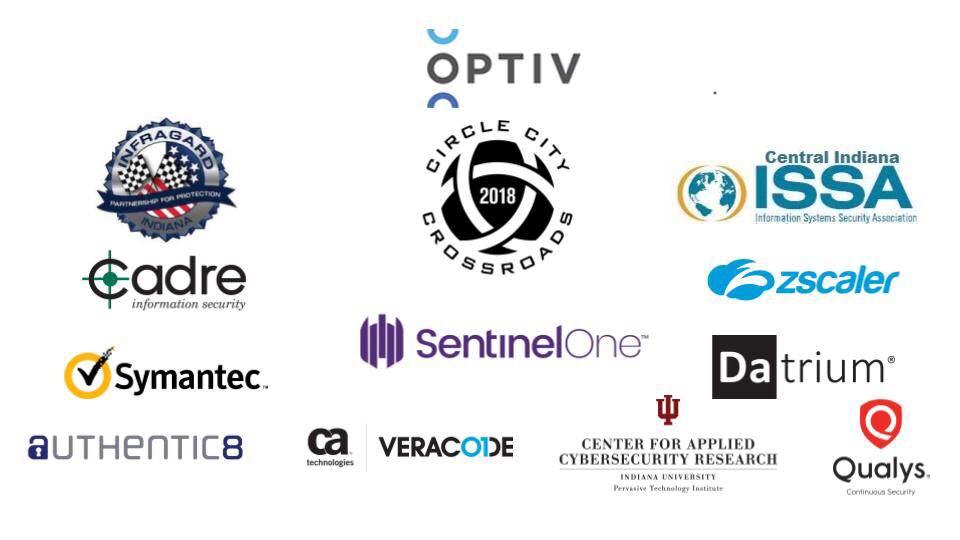 OPTIV
INFRAGARD
PARTNERSHIP FOR PROTECTION
INDIANA
CIRCLE CITY
2018
CROSSROADS
Central Indiana
ISSA
Information Systems Security Association
cadre
information security
zscaler
SentinelOne™
Symantec™
Datrium®
aUTHENTIC8
ca
technologies
VERACODE
Ψ
CENTER FOR APPLIED
CYBERSECURITY RESEARCH
INDIANA UNIVERSITY
Pervasive Technology Institute
Qualys®
Continuous Security